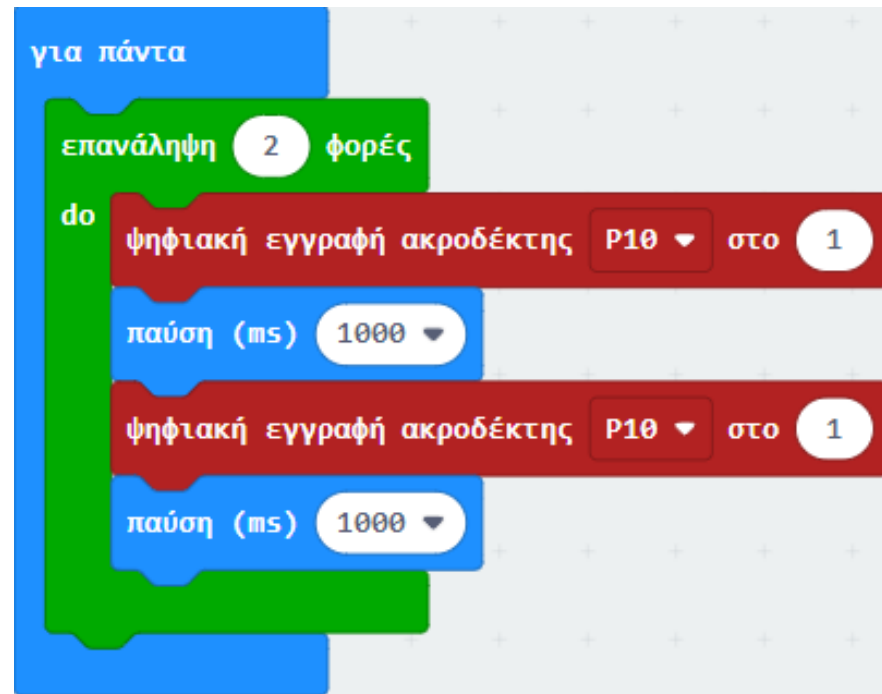 για πάντα
επανάληψη 2 φορές
do
ψηφιακή εγγραφή ακροδέκτης P10 στο 1
παύση (ms) 1000
ψηφιακή εγγραφή ακροδέκτης P10 στο 1
παύση (ms) 1000